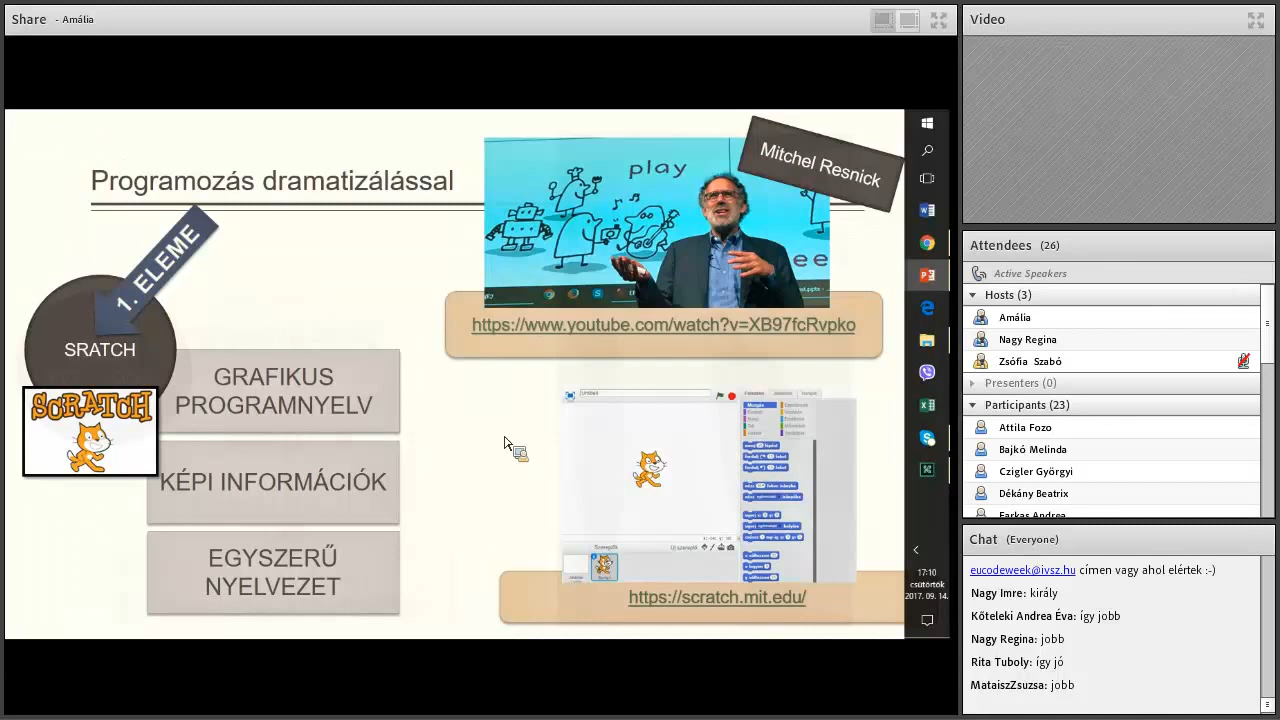 Share - Amália
Programozás dramatizálással
play
Mitchel Resnick
1. ELEME
SRATCH
SCRATCH
GRAFIKUS
PROGRAMNYELV
KÉPI INFORMÁCIÓK
EGYSZERŰ
NYELVEZET
https://www.youtube.com/watch?v=XB97fcRvpko
https://scratch.mit.edu/
17:10
csütörtök
2017. 09. 14.
Video
Attendees (26)
Active Speakers
Hosts (3)
Amália
Nagy Regina
Zsófia Szabó
Presenters (0)
Participants (23)
Attila Fozo
Bajkó Melinda
Czigler Györgyi
Dékány Beatrix
Farkas Andrea
Chat (Everyone)
eucodeweek@ivsz.hu címen vagy ahol elértek :-)
Nagy Imre: király
Kőteleki Andrea Éva: így jobb
Nagy Regina: jobb
Rita Tuboly: így jó
MataiszZsuzsa: jobb